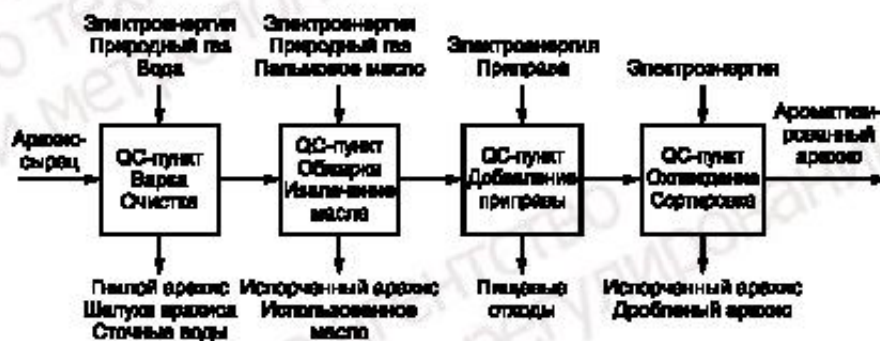 Электроэнергия
Природный газ
Вода
Электроэнергия
Природный газ
Пальмовое масло
Электроэнергия
Приправа
Электроэнергия
Арахис-
сырец
QC-пункт
Варка
Очистка
QC-пункт
Обжарка
Извлечение
масла
QC-пункт
Добавление
приправы
QC-пункт
Охлаждение
Сортировка
Ароматизи-
рованный
арахис
Гнилой арахис
Шелуха арахиса
Сточные воды
Испорченный арахис
Использованное
масло
Пищевые
отходы
Испорченный арахис
Дробленый арахис